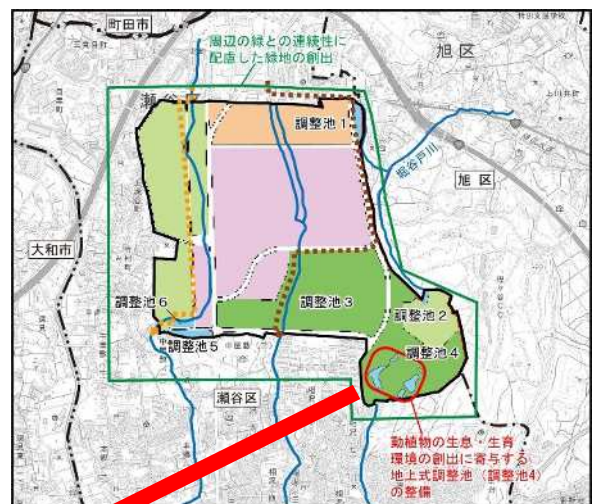 町田市
周辺の緑との連続性に
配慮した緑地の創出
旭区
瀬谷区
調整池1
堀谷戸川
旭区
大和市
調整池6
調整池3
調整池2
調整池5
調整池4
瀬谷区
動植物の生息・生育
環境の創出に寄与する
地上式調整池（調整池4）
の整備